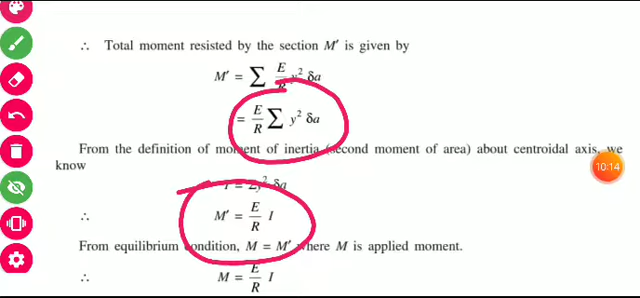 ∴ Total moment resisted by the section M′ is given by
M′ = ∑ E/R y² δa
= E/R ∑ y² δa
From the definition of moment of inertia (second moment of area) about centroidal axis, we
know
I = Σy² δa
∴ M′ = E/R I
From equilibrium condition, M = M′ where M is applied moment.
∴ M = E/R I
10:14